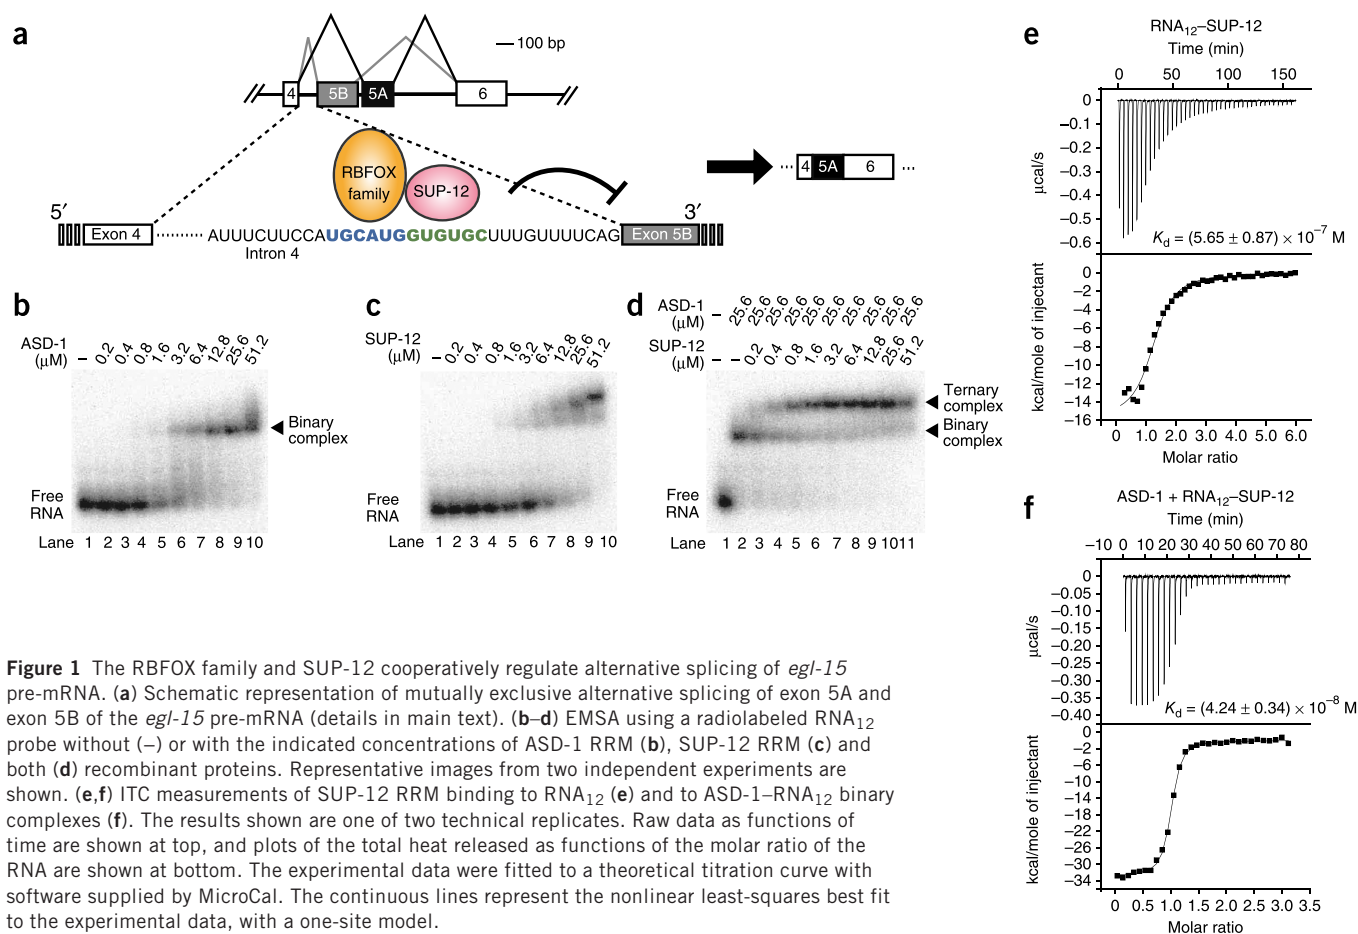 a
100 bp
4 5B 5A 6
RBFOX
family
SUP-12
4 5A 6
5′ 3′
Exon 4 AUUUCUUCCAUGCAUGGUGUGCUUUGUUUUCAG Exon 5B
Intron 4
b
ASD-1
(μM)
– 0.2 0.4 0.8 1.6 3.2 6.4 12.8 25.6 51.2
Binary
complex
Free
RNA
Lane 1 2 3 4 5 6 7 8 9 10
c
SUP-12
(μM)
– 0.2 0.4 0.8 1.6 3.2 6.4 12.8 25.6 51.2
Free
RNA
Lane 1 2 3 4 5 6 7 8 9 10
d
ASD-1
(μM)
– 25.6 25.6 25.6 25.6 25.6 25.6 25.6 25.6 25.6 25.6
SUP-12
(μM)
– – 0.2 0.4 0.8 1.6 3.2 6.4 12.8 25.6 51.2
Ternary
complex
Binary
complex
Free
RNA
Lane 1 2 3 4 5 6 7 8 9 10 11
e
RNA12–SUP-12
Time (min)
0 50 100 150
0
–0.1
–0.2
–0.3
–0.4
–0.5
–0.6
μcal/s
Kd = (5.65 ± 0.87) × 10–7 M
0
–2
–4
–6
–8
–10
–12
–14
–16
kcal/mole of injectant
0 1.0 2.0 3.0 4.0 5.0 6.0
Molar ratio
f
ASD-1 + RNA12–SUP-12
Time (min)
–10 0 10 20 30 40 50 60 70 80
0
–0.05
–0.10
–0.15
–0.20
–0.25
–0.30
–0.35
–0.40
μcal/s
Kd = (4.24 ± 0.34) × 10–8 M
0
–2
–6
–10
–14
–18
–22
–26
–30
–34
kcal/mole of injectant
0 0.5 1.0 1.5 2.0 2.5 3.0 3.5
Molar ratio
Figure 1 The RBFOX family and SUP-12 cooperatively regulate alternative splicing of egl-15
pre-mRNA. (a) Schematic representation of mutually exclusive alternative splicing of exon 5A and
exon 5B of the egl-15 pre-mRNA (details in main text). (b–d) EMSA using a radiolabeled RNA12
probe without (–) or with the indicated concentrations of ASD-1 RRM (b), SUP-12 RRM (c) and
both (d) recombinant proteins. Representative images from two independent experiments are
shown. (e,f) ITC measurements of SUP-12 RRM binding to RNA12 (e) and to ASD-1–RNA12 binary
complexes (f). The results shown are one of two technical replicates. Raw data as functions of
time are shown at top, and plots of the total heat released as functions of the molar ratio of the
RNA are shown at bottom. The experimental data were fitted to a theoretical titration curve with
software supplied by MicroCal. The continuous lines represent the nonlinear least-squares best fit
to the experimental data, with a one-site model.